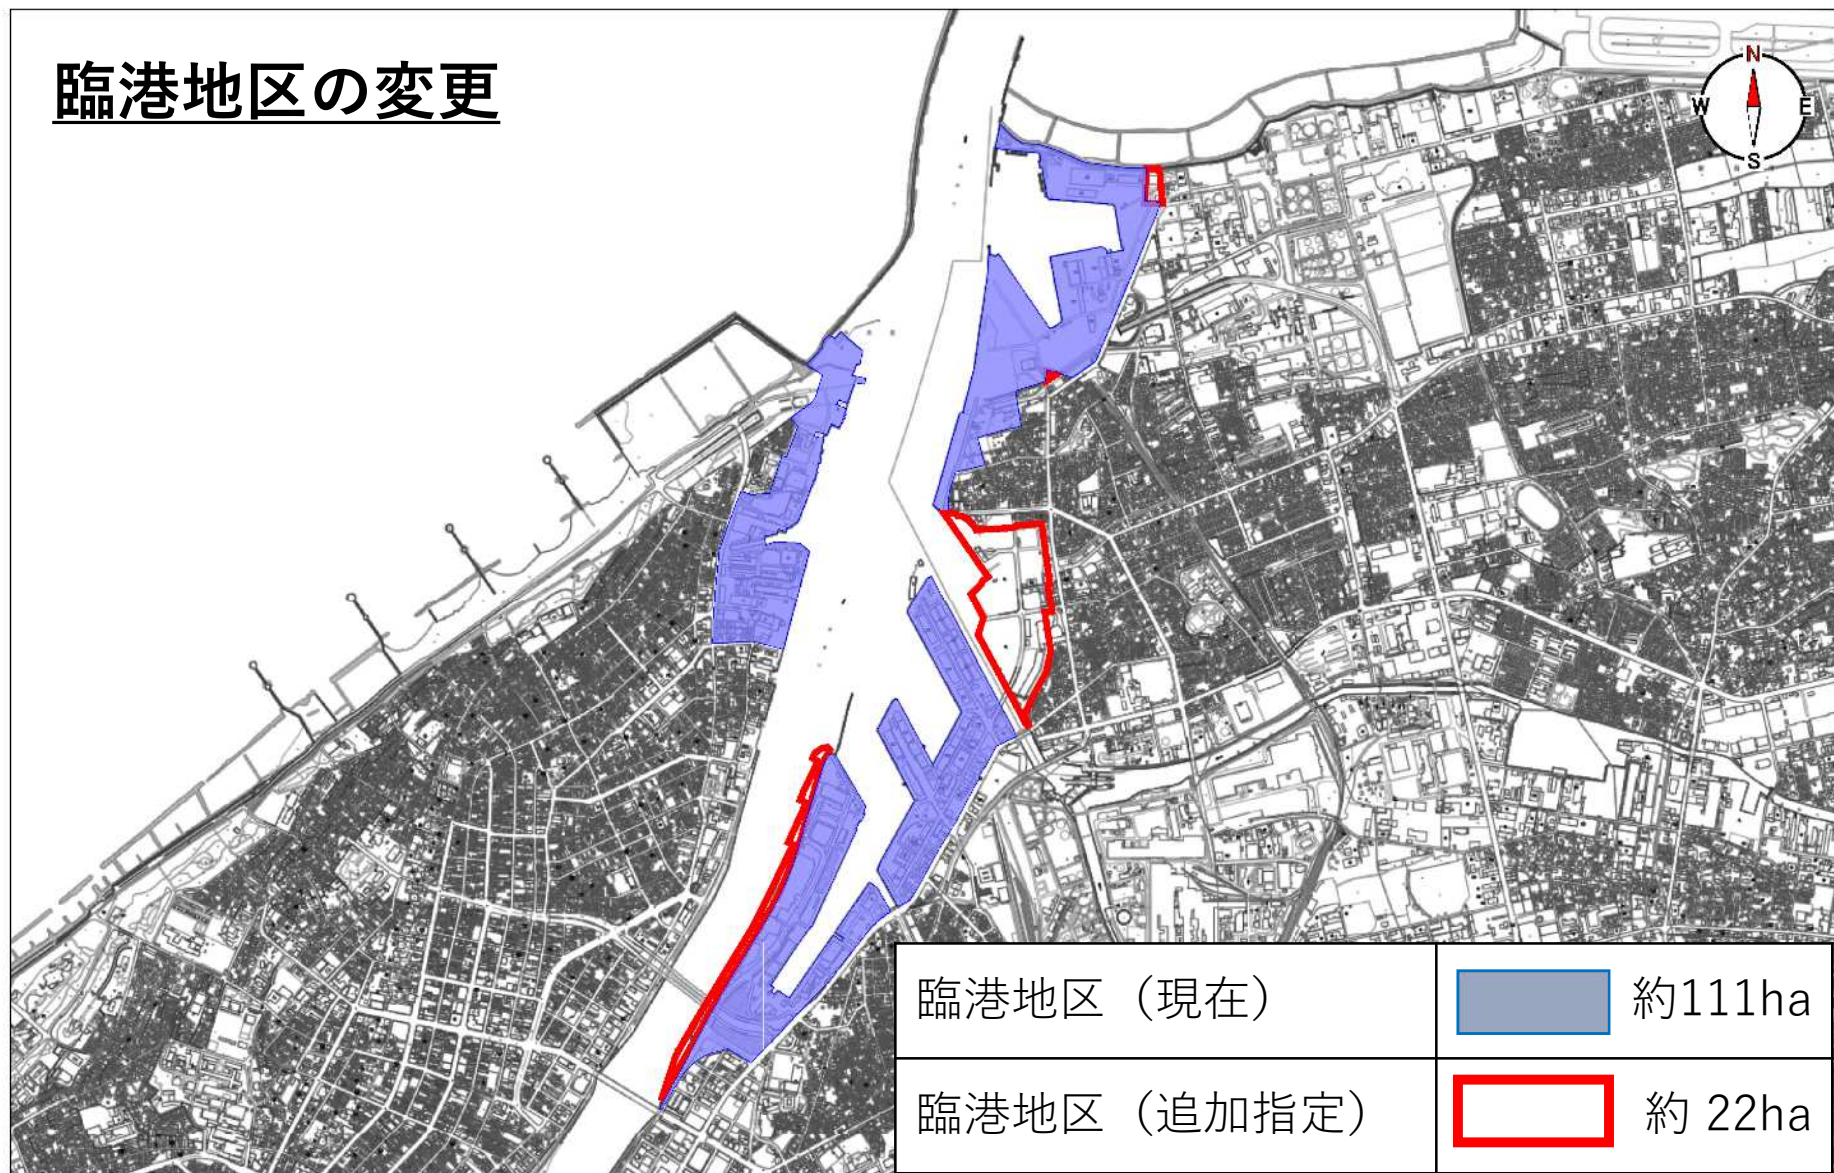 臨港地区の変更
N
W E
S
臨港地区（現在） 約111ha
臨港地区（追加指定） 約 22ha